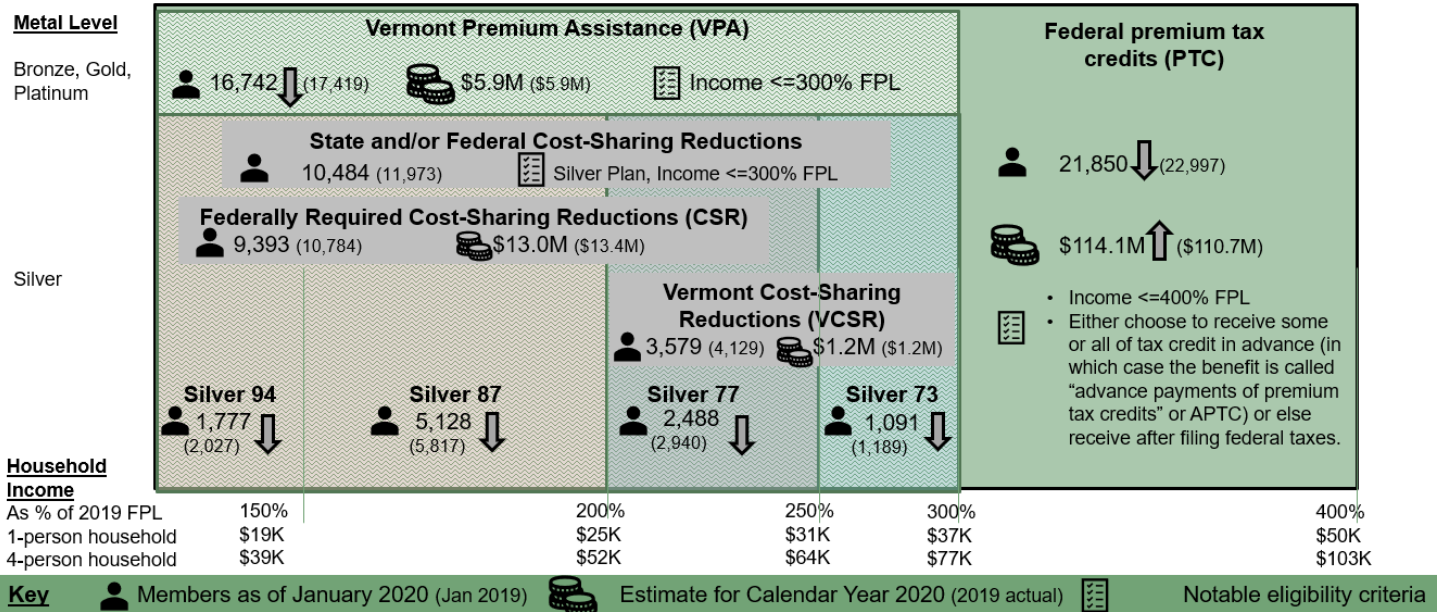 Metal Level
Bronze, Gold,
Platinum
Silver
Vermont Premium Assistance (VPA)
16,742 (17,419) $5.9M ($5.9M) Income <=300% FPL
State and/or Federal Cost-Sharing Reductions
10,484 (11,973) Silver Plan, Income <=300% FPL
Federally Required Cost-Sharing Reductions (CSR)
9,393 (10,784) $13.0M ($13.4M)
Vermont Cost-Sharing
Reductions (VCSR)
3,579 (4,129) $1.2M ($1.2M)
Silver 94
1,777
(2,027)
Silver 87
5,128
(5,817)
Silver 77
2,488
(2,940)
Silver 73
1,091
(1,189)
Federal premium tax
credits (PTC)
21,850 (22,997)
$114.1M ($110.7M)
• Income <=400% FPL
• Either choose to receive some
or all of tax credit in advance (in
which case the benefit is called
“advance payments of premium
tax credits” or APTC) or else
receive after filing federal taxes.
Household
Income
As % of 2019 FPL 150% 200% 250% 300% 400%
1-person household $19K $25K $31K $37K $50K
4-person household $39K $52K $64K $77K $103K
Key Members as of January 2020 (Jan 2019) Estimate for Calendar Year 2020 (2019 actual) Notable eligibility criteria